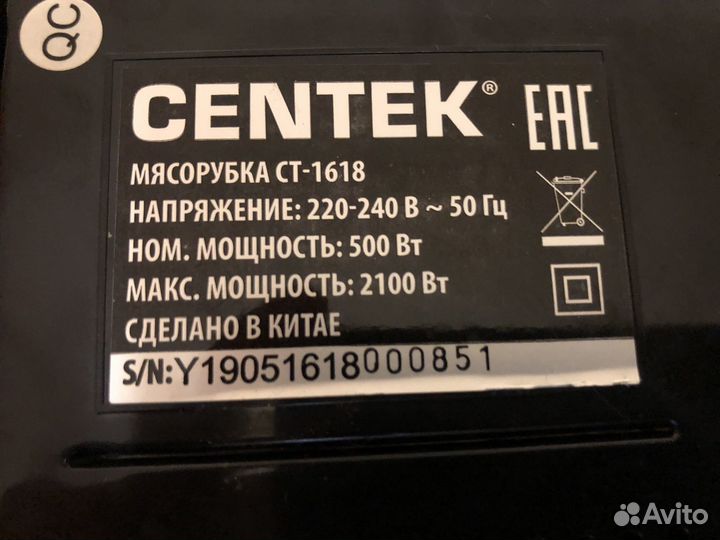 QC
CENTEK® EAC
МЯСОРУБКА CT-1618
НАПРЯЖЕНИЕ: 220-240 В ~ 50 Гц
НОМ. МОЩНОСТЬ: 500 Вт
МАКС. МОЩНОСТЬ: 2100 Вт
СДЕЛАНО В КИТАЕ
S/N:Y19051618000851
Avito